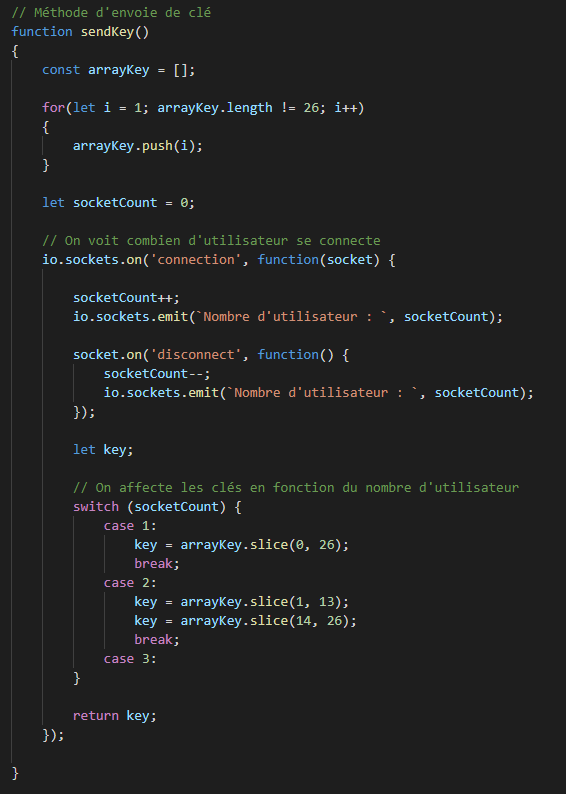 // Méthode d'envoie de clé
function sendKey()
{
    const arrayKey = [];

    for(let i = 1; arrayKey.length != 26; i++)
    {
        arrayKey.push(i);
    }

    let socketCount = 0;

    // On voit combien d'utilisateur se connecte
    io.sockets.on('connection', function(socket) {

        socketCount++;
        io.sockets.emit(`Nombre d'utilisateur : `, socketCount);

        socket.on('disconnect', function() {
            socketCount--;
            io.sockets.emit(`Nombre d'utilisateur : `, socketCount);
        });

        let key;

        // On affecte les clés en fonction du nombre d'utilisateur
        switch (socketCount) {
            case 1:
                key = arrayKey.slice(0, 26);
                break;
            case 2:
                key = arrayKey.slice(1, 13);
                key = arrayKey.slice(14, 26);
                break;
            case 3:
        }

        return key;
    });

}